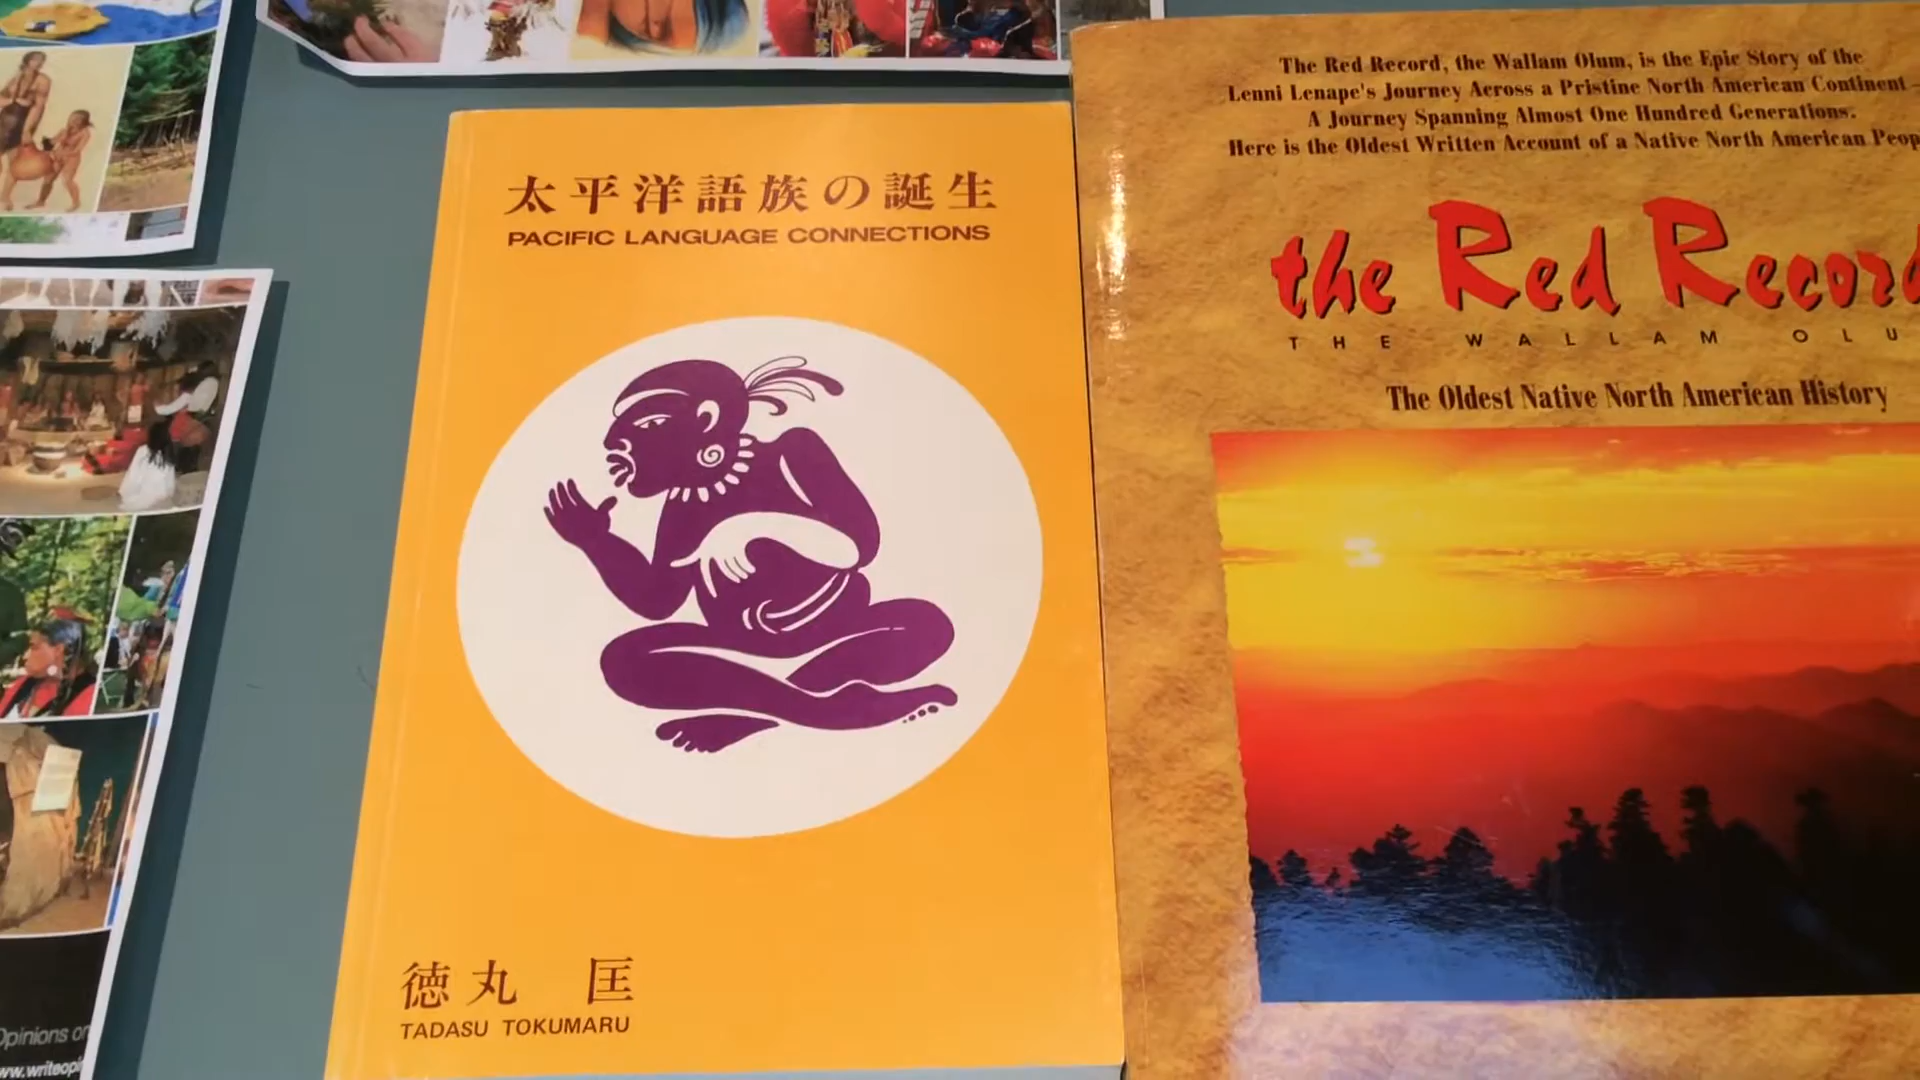 太平洋語族の誕生
PACIFIC LANGUAGE CONNECTIONS
徳丸 匡
TADASU TOKUMARU
The Red Record, the Wallam Olum, is the Epic Story of the
Lenni Lenape's Journey Across a Pristine North American Continent
A Journey Spanning Almost One Hundred Generations.
Here is the Oldest Written Account of a Native North American
the Red Record
THE WALLAM
The Oldest Native North American History
Opinions